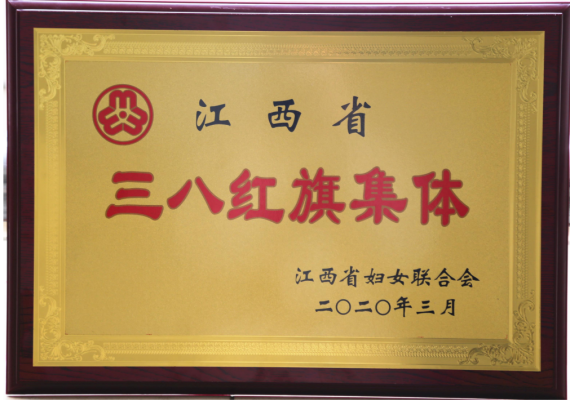 江西省
三八红旗集体
江西省妇女联合会
二〇二〇年三月